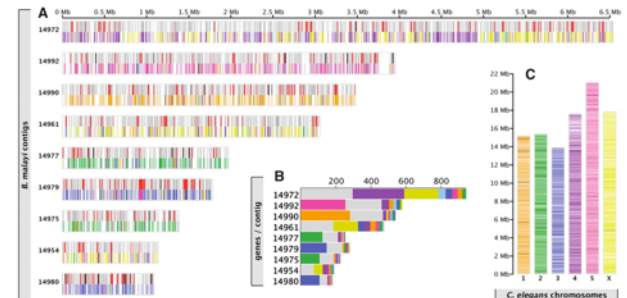 A
0 Mb 0.5 Mb 1 Mb 1.5 Mb 2 Mb 2.5 Mb 3 Mb 3.5 Mb 4 Mb 4.5 Mb 5 Mb 5.5 Mb 6 Mb 6.5 Mb
B. malayi contigs
14972
14992
14990
14961
14977
14979
14975
14954
14980
B
200 400 600 800
genes / contig
14972
14992
14990
14961
14977
14979
14975
14954
14980
C
22 Mb
20 Mb
18 Mb
16 Mb
14 Mb
12 Mb
10 Mb
8 Mb
6 Mb
4 Mb
2 Mb
0 Mb
1 2 3 4 5 X
C. elegans chromosomes